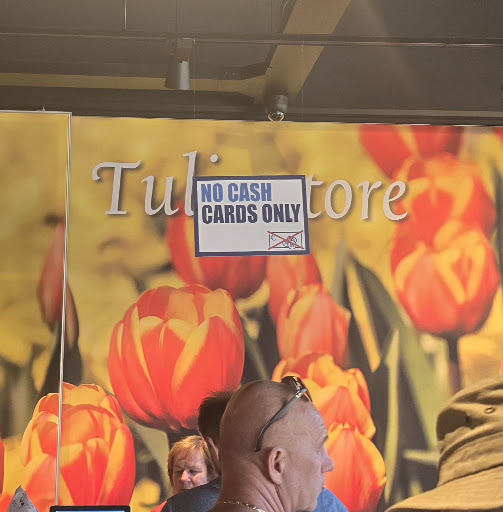 Tuli tore
NO CASH
CARDS ONLY